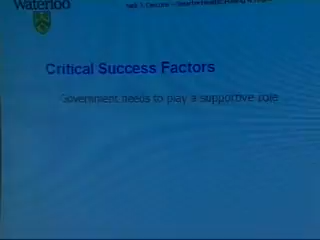 Waterloo
Critical Success Factors
Government needs to play a supportive role